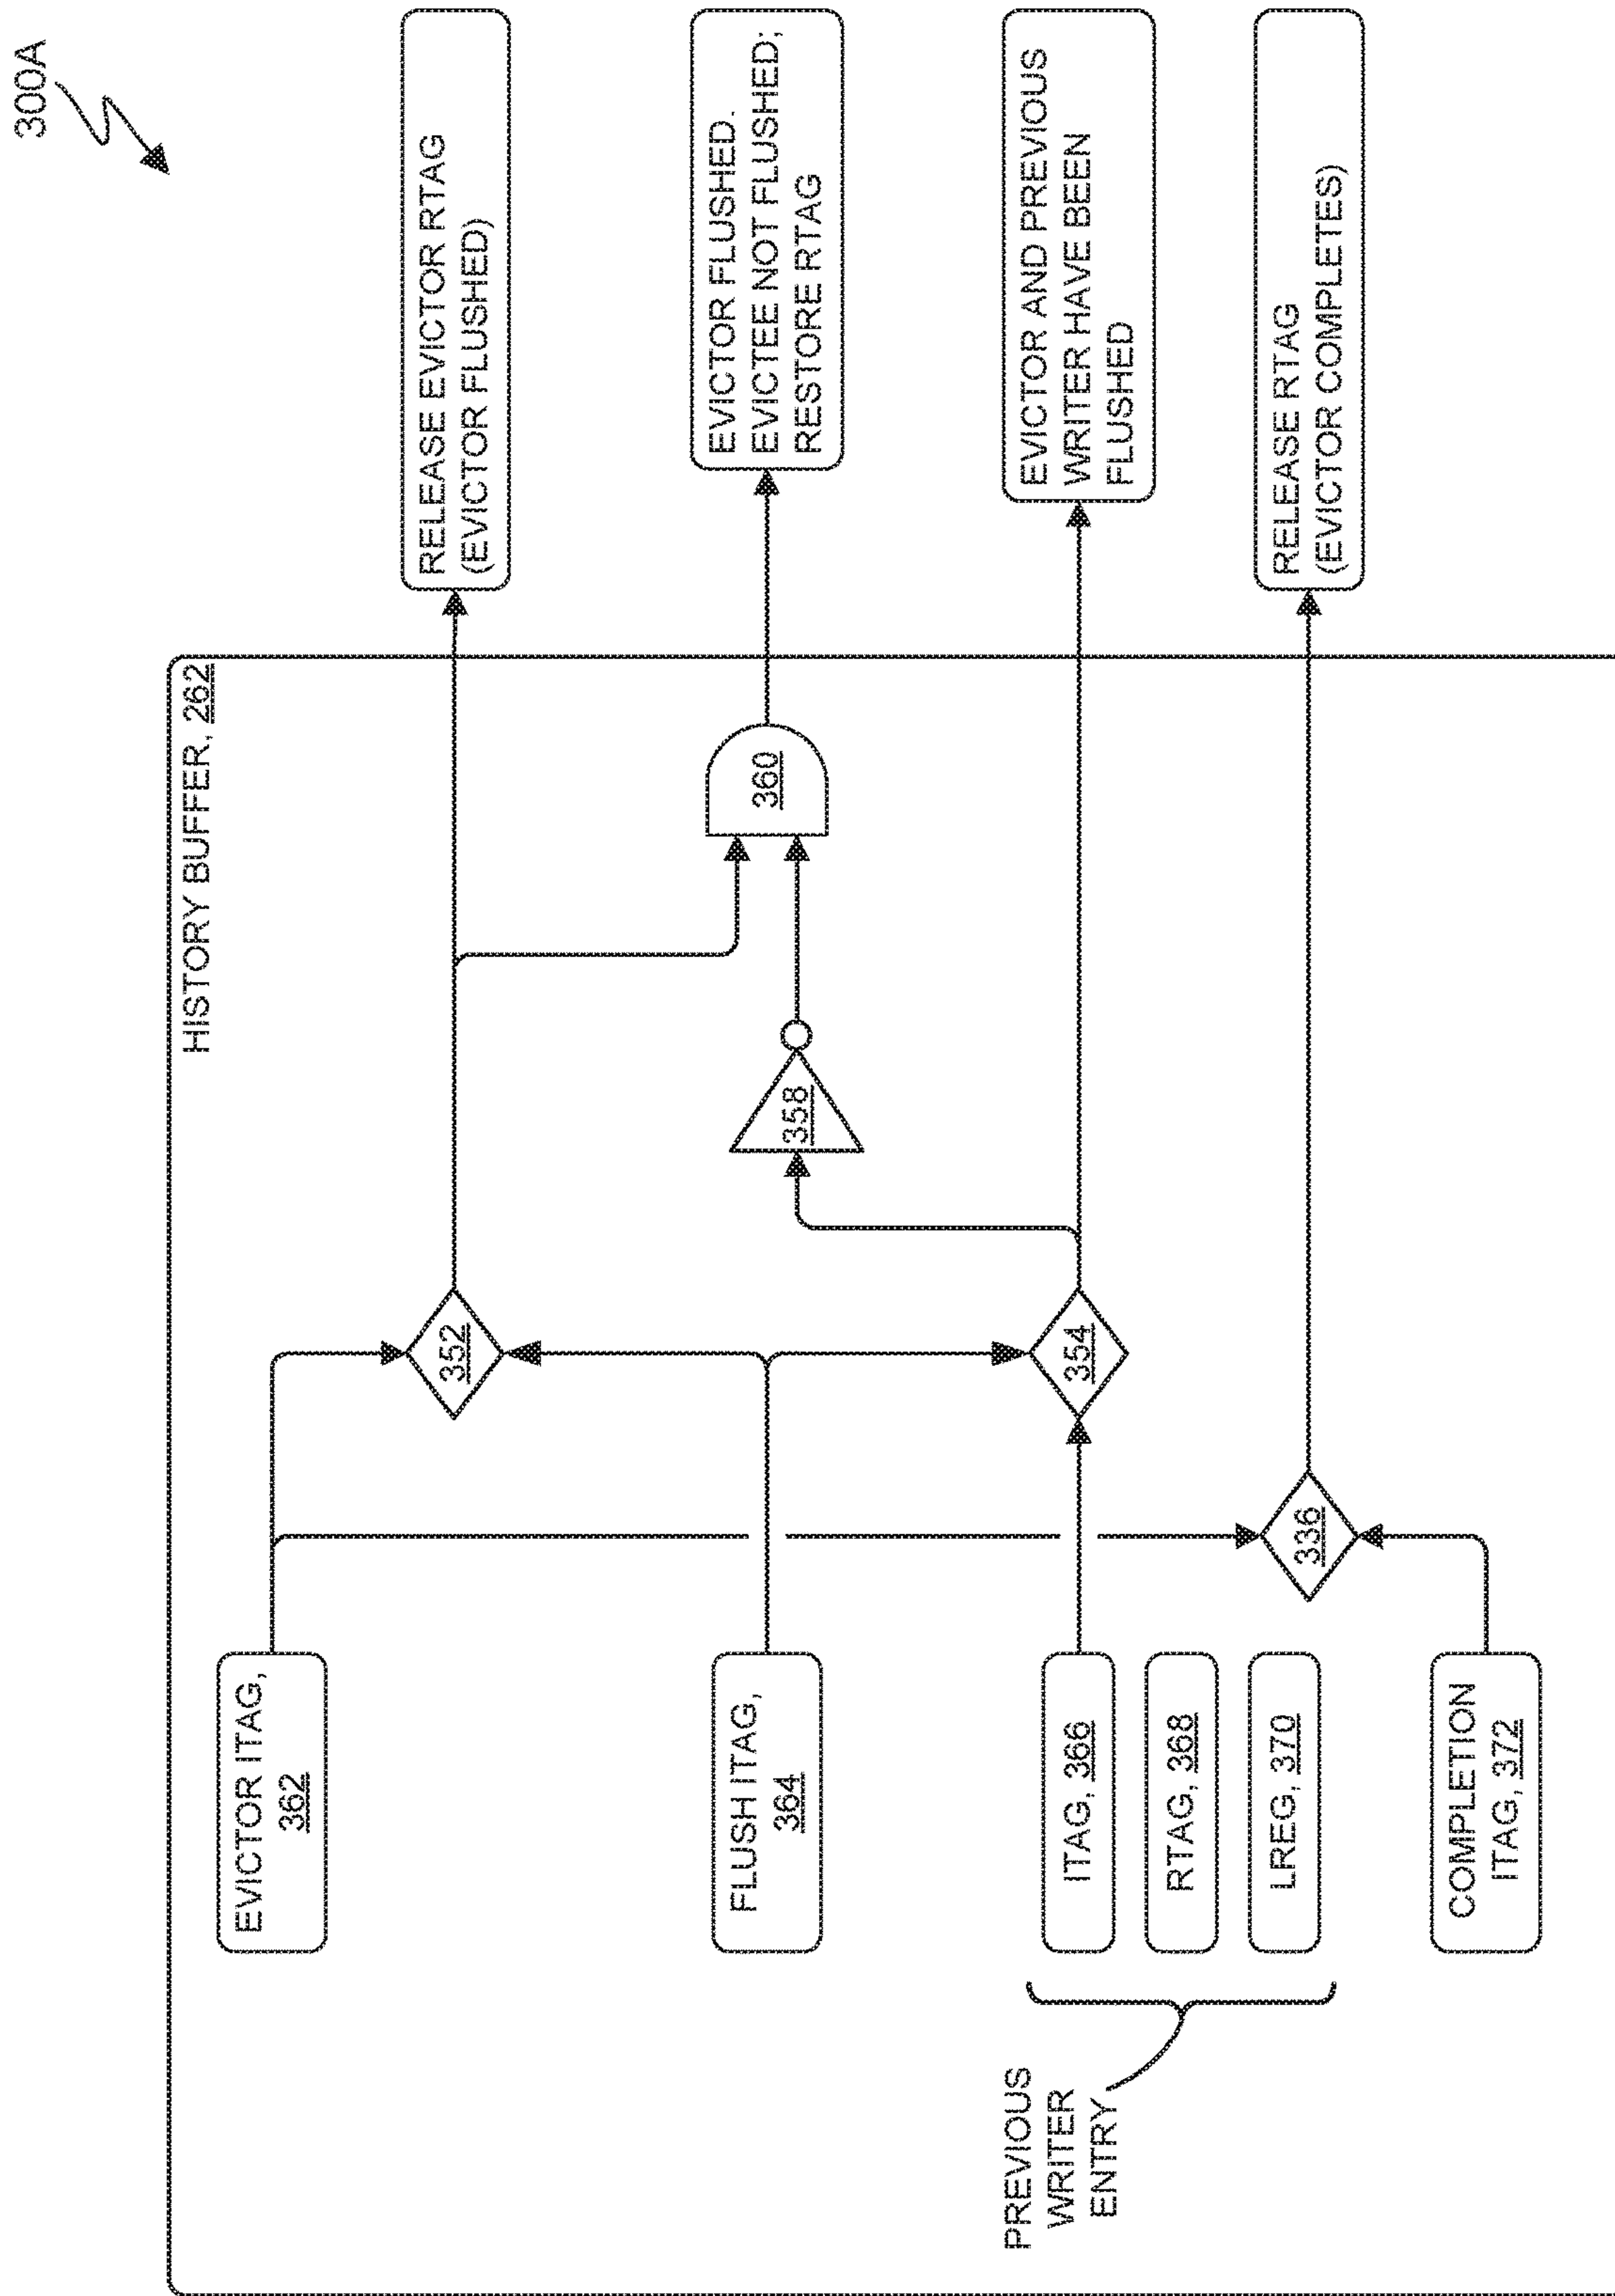 300A
HISTORY BUFFER, 262
EVICTOR ITAG,
362
FLUSH ITAG,
364
PREVIOUS
WRITER
ENTRY
ITAG, 366
RTAG, 368
LREG, 370
COMPLETION
ITAG, 372
352
354
336
358
360
RELEASE EVICTOR RTAG
(EVICTOR FLUSHED)
EVICTOR FLUSHED.
EVICTEE NOT FLUSHED;
RESTORE RTAG
EVICTOR AND PREVIOUS
WRITER HAVE BEEN
FLUSHED
RELEASE RTAG
(EVICTOR COMPLETES)